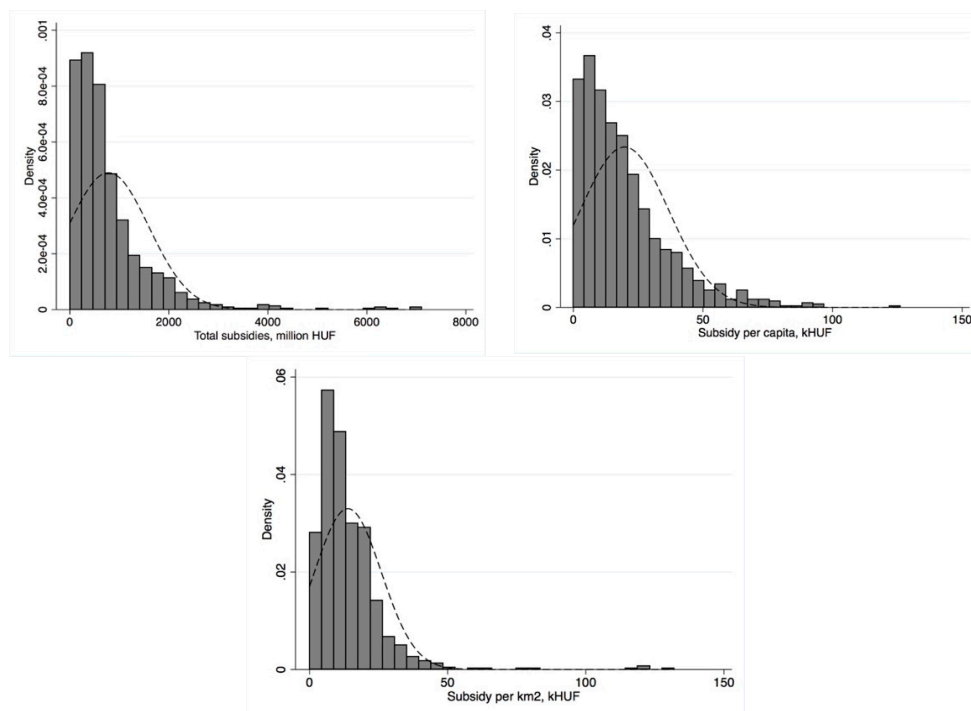 .001
8.0e-04
6.0e-04
4.0e-04
2.0e-04
0
Density
0 2000 4000 6000 8000
Total subsidies, million HUF
.04
.03
.02
.01
0
Density
0 50 100 150
Subsidy per capita, kHUF
.06
.04
.02
0
Density
0 50 100 150
Subsidy per km2, kHUF